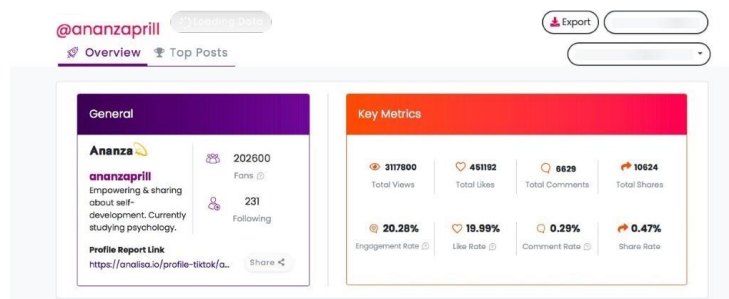 @ananzaprill
Loading Data
Export
Overview
Top Posts
General
Key Metrics
Ananza
ananzaprill
Empowering & sharing
about self-
development. Currently
studying psychology.
Profile Report Link
https://analisa.io/profile-tiktok/a...
Share
202600
Fans
231
Following
3117800
Total Views
451192
Total Likes
6629
Total Comments
10624
Total Shares
20.28%
Engagement Rate
19.99%
Like Rate
0.29%
Comment Rate
0.47%
Share Rate